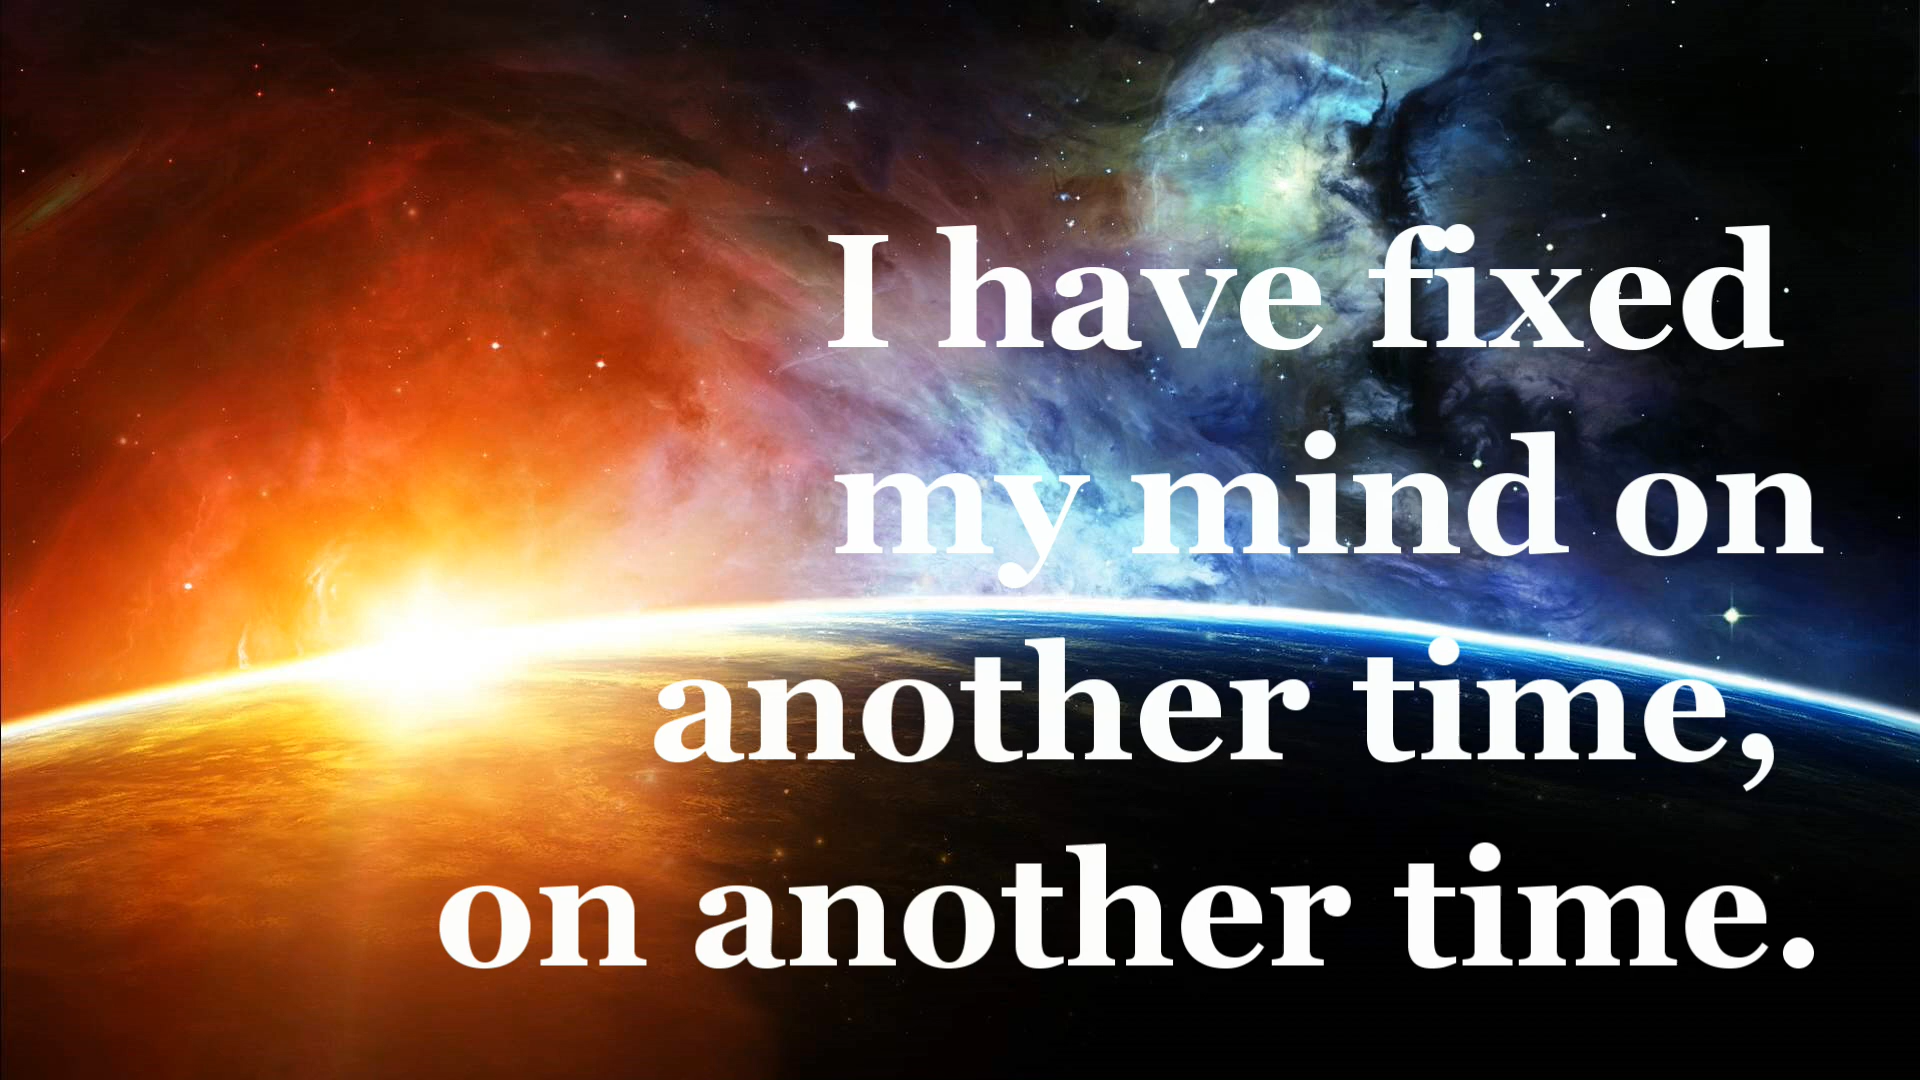 I have fixed
my mind on
another time,
on another time.